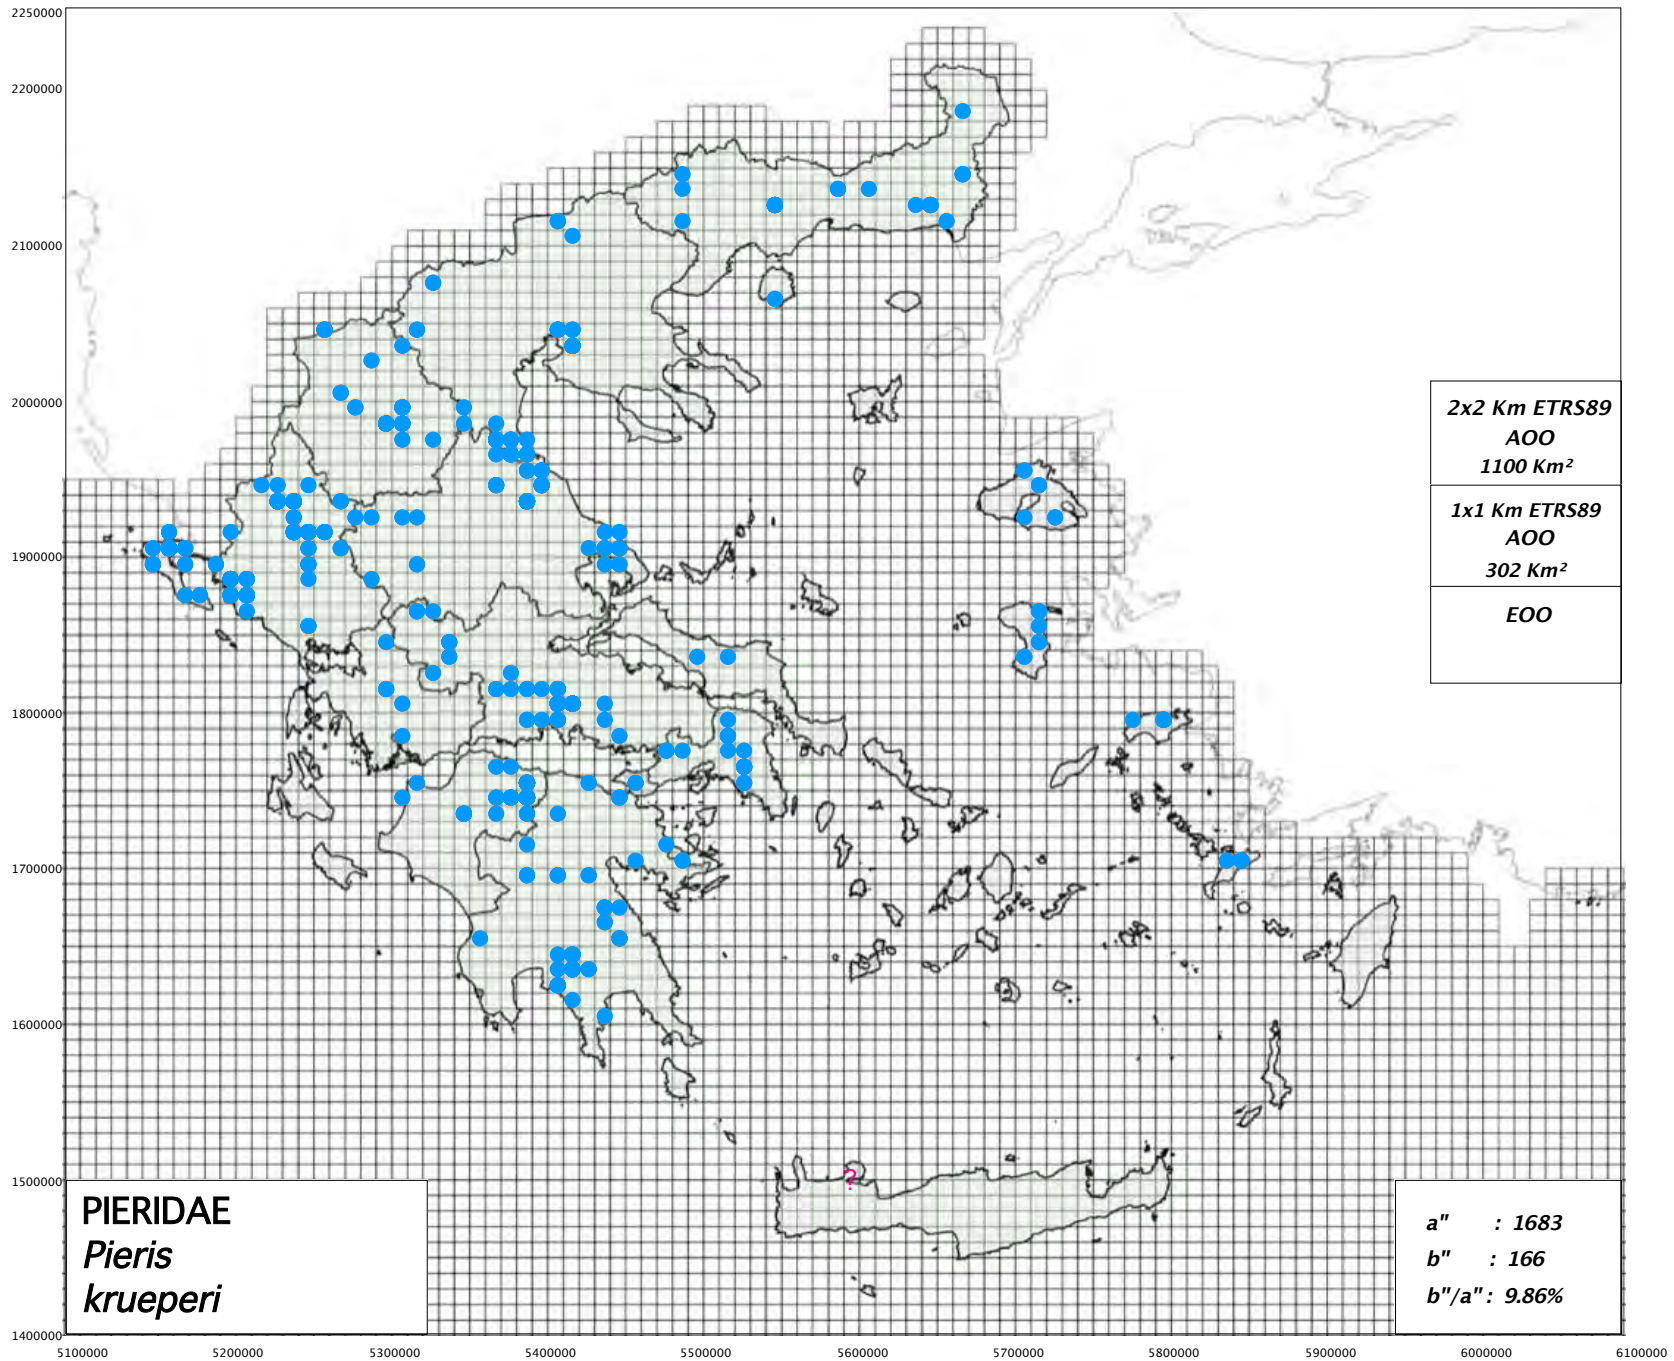 2250000
2200000
2100000
2000000
1900000
1800000
1700000
1600000
1500000
1400000
2x2 Km ETRS89
AOO
1100 Km²
1x1 Km ETRS89
AOO
302 Km²
EOO
?
PIERIDAE
Pieris
krueperi
a" : 1683
b" : 166
b"/a" : 9.86%
5100000 5200000 5300000 5400000 5500000 5600000 5700000 5800000 5900000 6000000 6100000